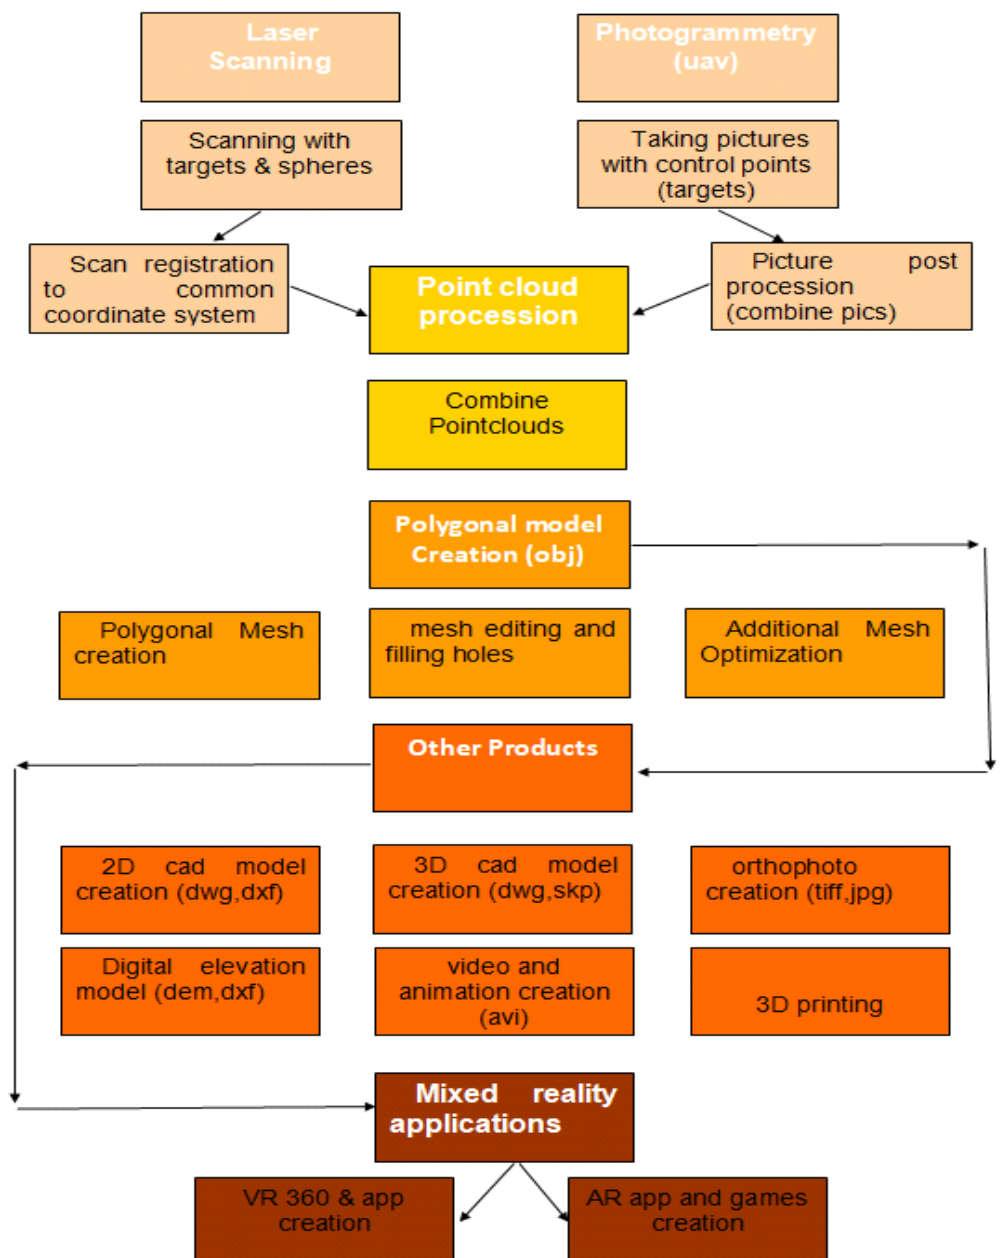 Laser
Scanning
Photogrammetry
(uav)
Scanning with
targets & spheres
Taking pictures
with control points
(targets)
Scan registration
to common
coordinate system
Point cloud
procession
Picture post
procession
(combine pics)
Combine
Pointclouds
Polygonal model
Creation (obj)
Polygonal Mesh
creation
mesh editing and
filling holes
Additional Mesh
Optimization
Other Products
2D cad model
creation (dwg,dxf)
3D cad model
creation (dwg,skp)
orthophoto
creation (tiff,jpg)
Digital elevation
model (dem,dxf)
video and
animation creation
(avi)
3D printing
Mixed reality
applications
VR 360 & app
creation
AR app and games
creation